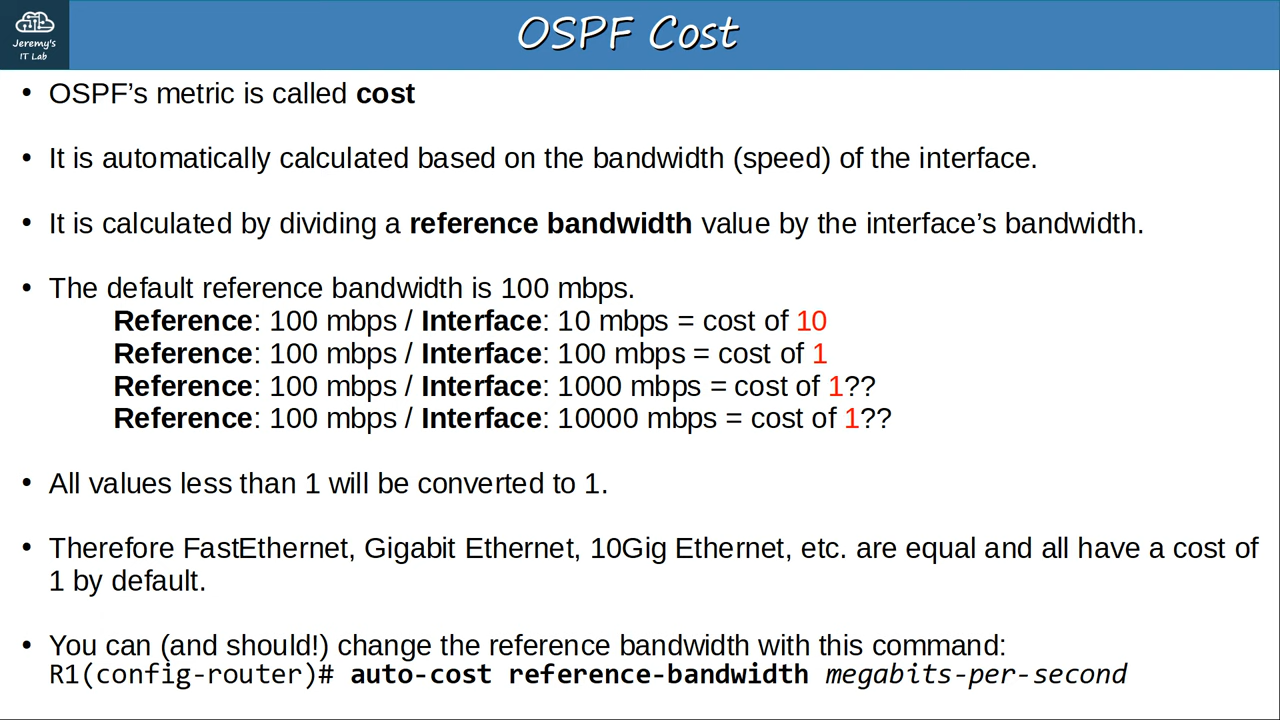 Jeremy's
IT Lab
OSPF Cost
• OSPF’s metric is called cost
• It is automatically calculated based on the bandwidth (speed) of the interface.
• It is calculated by dividing a reference bandwidth value by the interface’s bandwidth.
• The default reference bandwidth is 100 mbps.
Reference: 100 mbps / Interface: 10 mbps = cost of 10
Reference: 100 mbps / Interface: 100 mbps = cost of 1
Reference: 100 mbps / Interface: 1000 mbps = cost of 1??
Reference: 100 mbps / Interface: 10000 mbps = cost of 1??
• All values less than 1 will be converted to 1.
• Therefore FastEthernet, Gigabit Ethernet, 10Gig Ethernet, etc. are equal and all have a cost of
1 by default.
• You can (and should!) change the reference bandwidth with this command:
R1(config-router)# auto-cost reference-bandwidth megabits-per-second